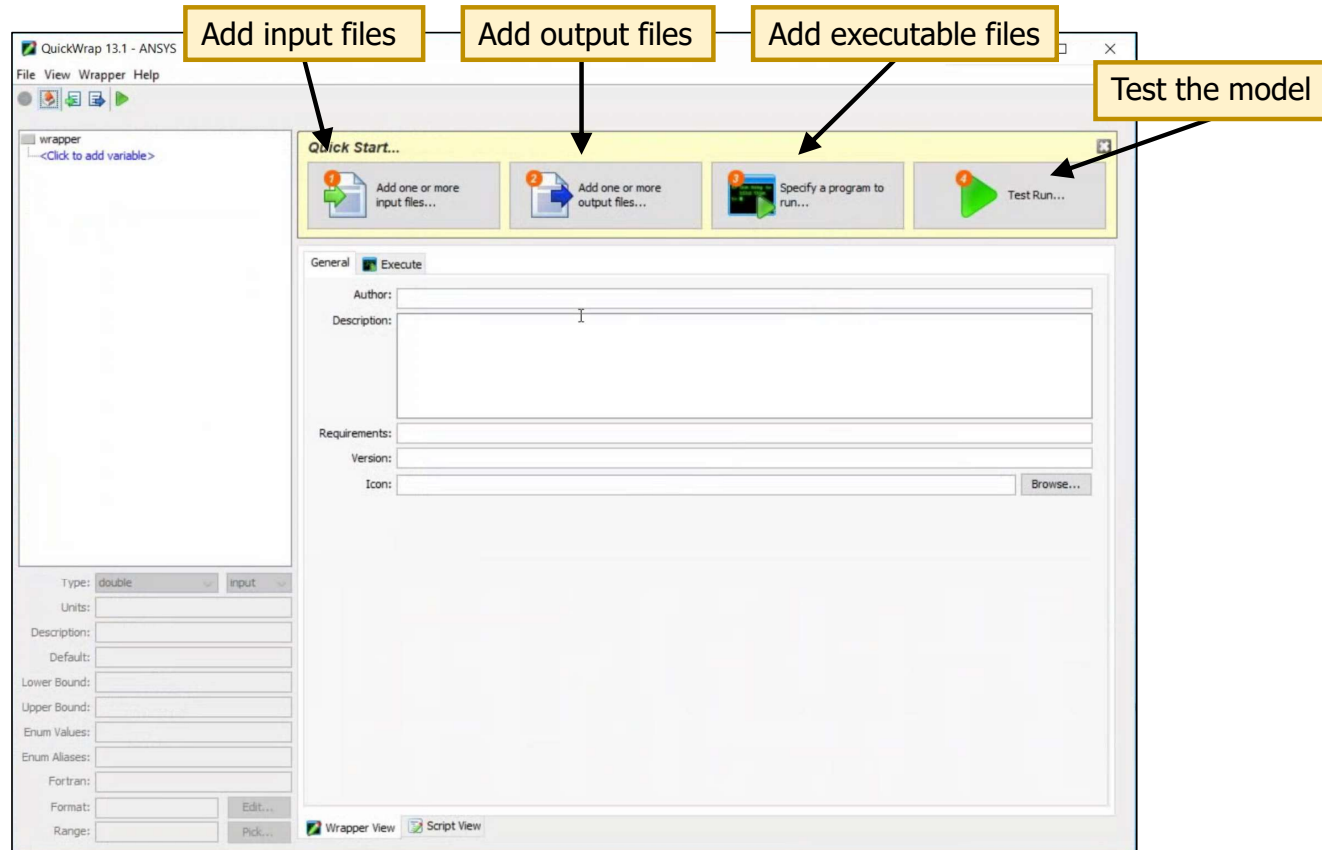 Add input files
Add output files
Add executable files
Test the model
QuickWrap 13.1 - ANSYS
File View Wrapper Help
wrapper
<Click to add variable>
Quick Start...
1
Add one or more
input files...
2
Add one or more
output files...
3
Specify a program to
run...
4
Test Run...
General
Execute
Author:
Description:
Requirements:
Version:
Icon:
Browse...
Type: double input
Units:
Description:
Default:
Lower Bound:
Upper Bound:
Enum Values:
Enum Aliases:
Fortran:
Format: Edit...
Range: Pick...
Wrapper View
Script View